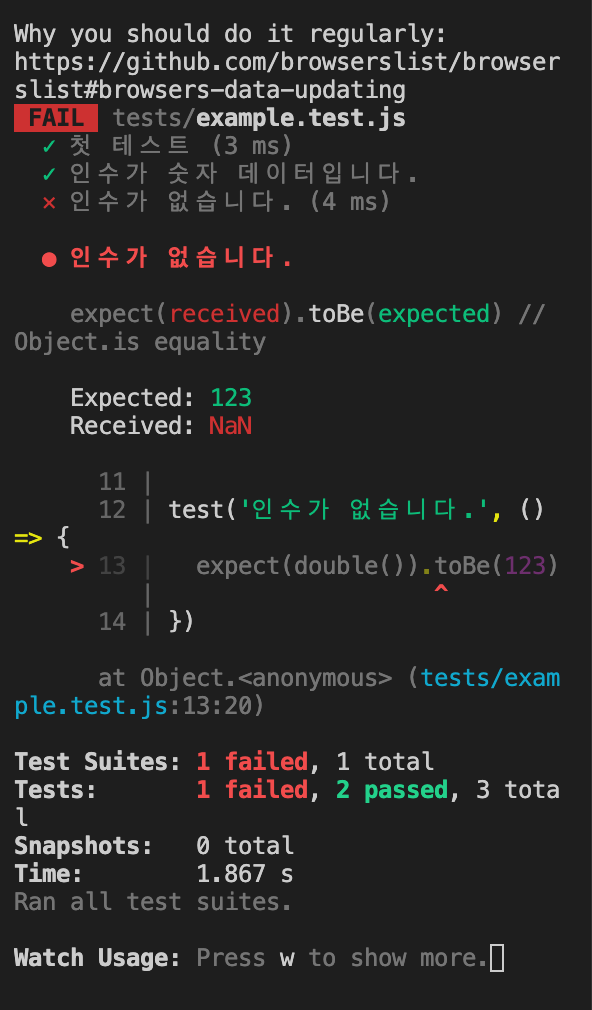 Why you should do it regularly:
https://github.com/browserslist/browser
slist#browsers-data-updating
FAIL tests/example.test.js
✓ 첫 테스트 (3 ms)
✓ 인수가 숫자 데이터입니다.
✕ 인수가 없습니다. (4 ms)
● 인수가 없습니다.
expect(received).toBe(expected) //
Object.is equality
Expected: 123
Received: NaN
11 |
12 | test('인수가 없습니다.', ()
=> {
> 13 |   expect(double()).toBe(123)
|                    ^
14 | })
at Object.<anonymous> (tests/exam
ple.test.js:13:20)
Test Suites: 1 failed, 1 total
Tests:       1 failed, 2 passed, 3 tota
l
Snapshots:   0 total
Time:        1.867 s
Ran all test suites.
Watch Usage: Press w to show more.